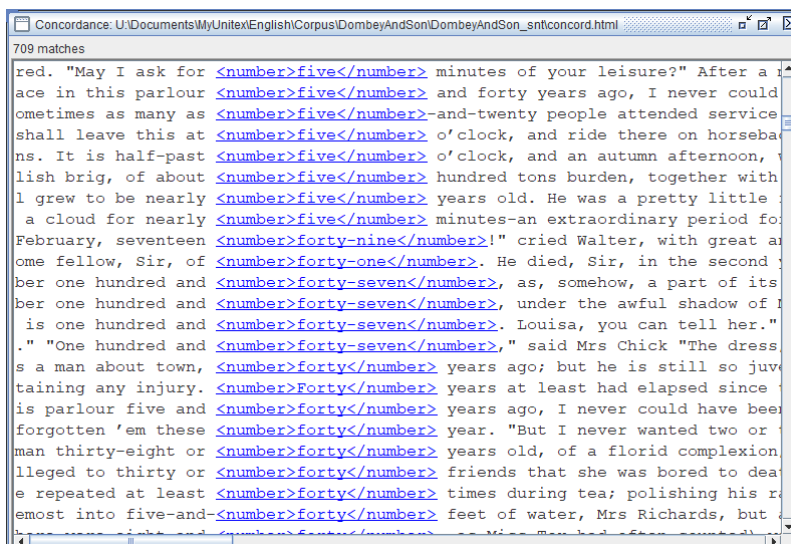 Concordance: U:\Documents\MyUnitex\English\Corpus\DombeyAndSon\DombeyAndSon_snt\concord.html
709 matches
red. "May I ask for <number>five</number> minutes of your leisure?" After a
ace in this parlour <number>five</number> and forty years ago, I never could
ometimes as many as <number>five</number>-and-twenty people attended service
shall leave this at <number>five</number> o’clock, and ride there on horseba
ns. It is half-past <number>five</number> o’clock, and an autumn afternoon,
lish brig, of about <number>five</number> hundred tons burden, together with
l grew to be nearly <number>five</number> years old. He was a pretty little
a cloud for nearly <number>five</number> minutes-an extraordinary period fo
February, seventeen <number>forty-nine</number>!" cried Walter, with great a
ome fellow, Sir, of <number>forty-one</number>. He died, Sir, in the second
ber one hundred and <number>forty-seven</number>, as, somehow, a part of its
ber one hundred and <number>forty-seven</number>, under the awful shadow of
is one hundred and <number>forty-seven</number>. Louisa, you can tell her."
." "One hundred and <number>forty-seven</number>," said Mrs Chick "The dress,
s a man about town, <number>forty</number> years ago; but he is still so juv
taining any injury. <number>Forty</number> years at least had elapsed since
is parlour five and <number>forty</number> years ago, I never could have bee
forgotten ’em these <number>forty</number> year. "But I never wanted two or
man thirty-eight or <number>forty</number> years old, of a florid complexion,
lleged to thirty or <number>forty</number> friends that she was bored to dea
e repeated at least <number>forty</number> times during tea; polishing his ra
emost into five-and-<number>forty</number> feet of water, Mrs Richards, but